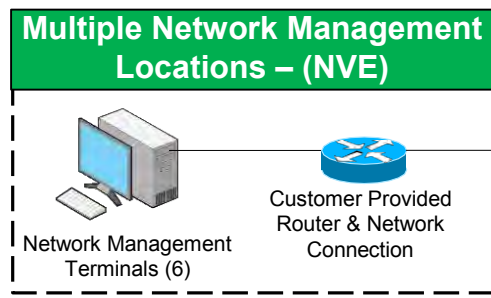 Multiple Network Management
Locations – (NVE)
Network Management
Terminals (6)
Customer Provided
Router & Network
Connection